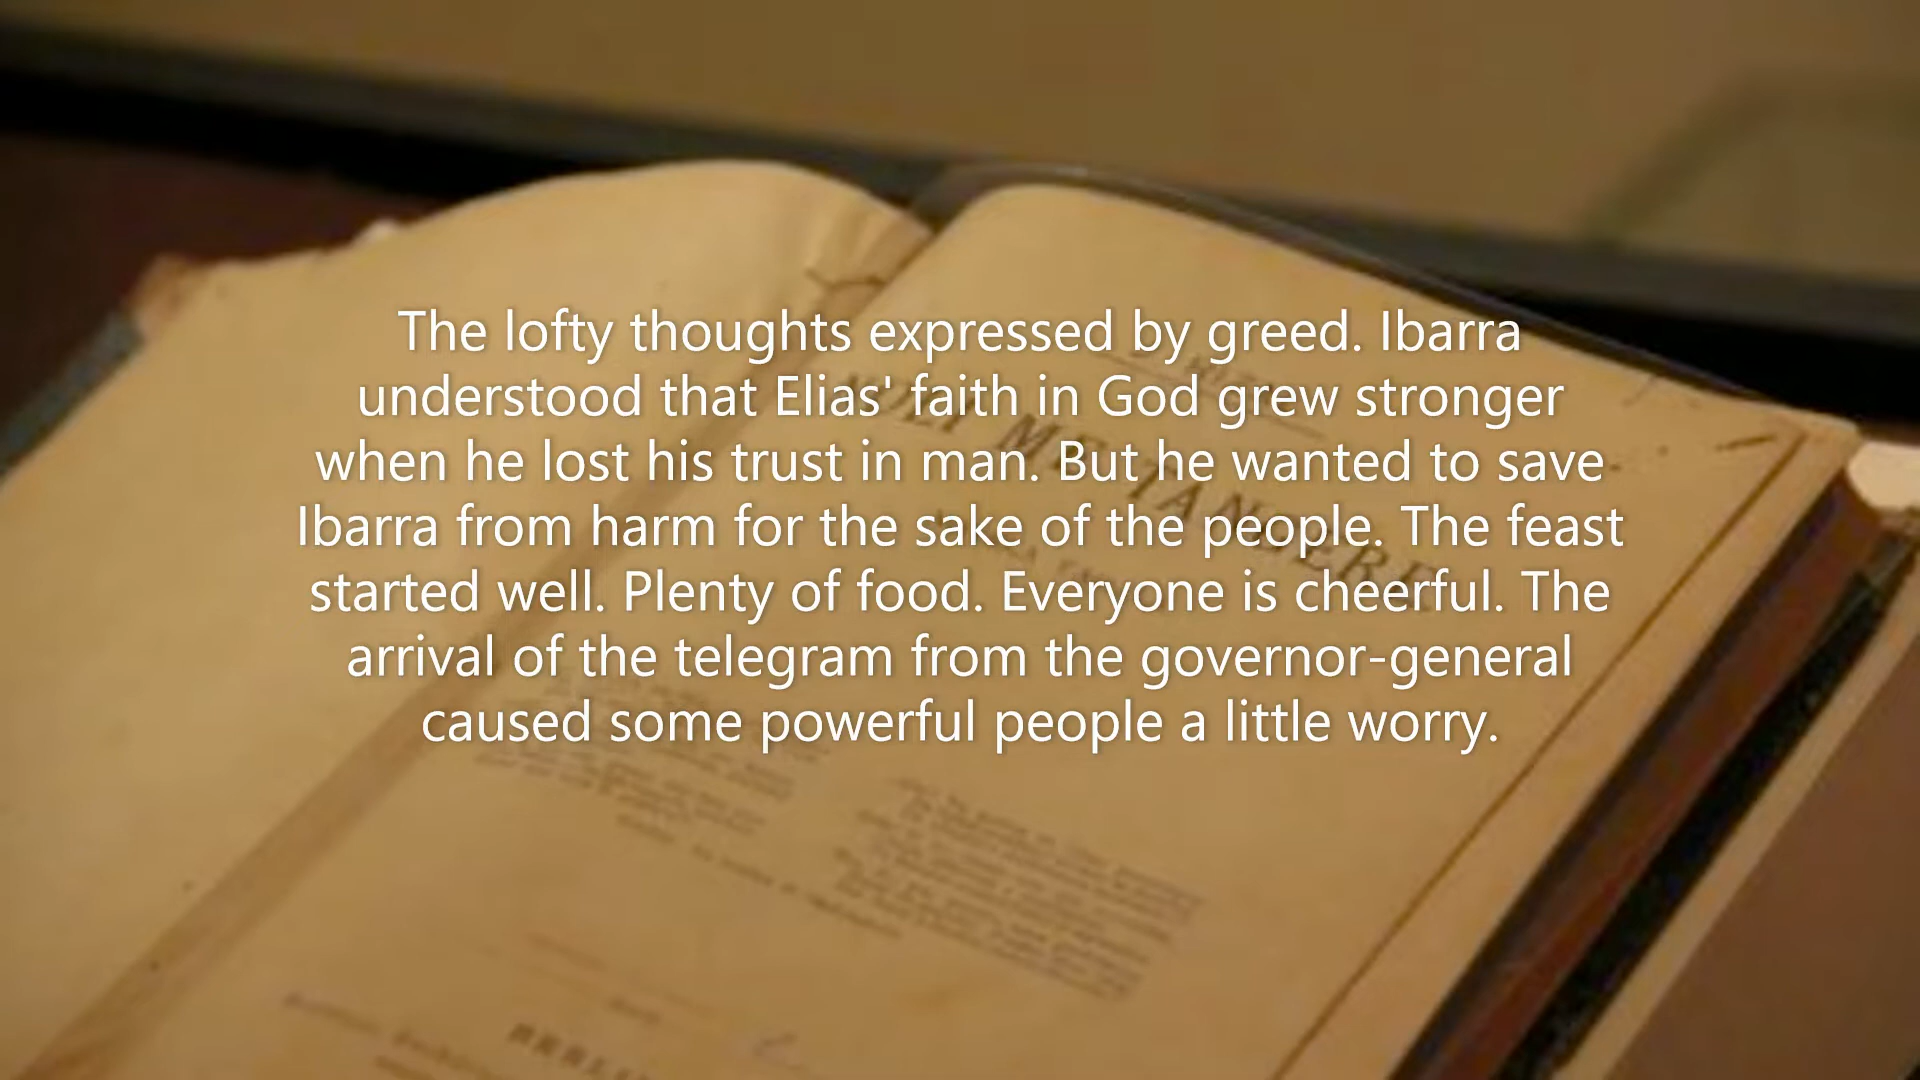 The lofty thoughts expressed by greed. Ibarra
understood that Elias' faith in God grew stronger
when he lost his trust in man. But he wanted to save
Ibarra from harm for the sake of the people. The feast
started well. Plenty of food. Everyone is cheerful. The
arrival of the telegram from the governor-general
caused some powerful people a little worry.
NOLI ME TANGERE